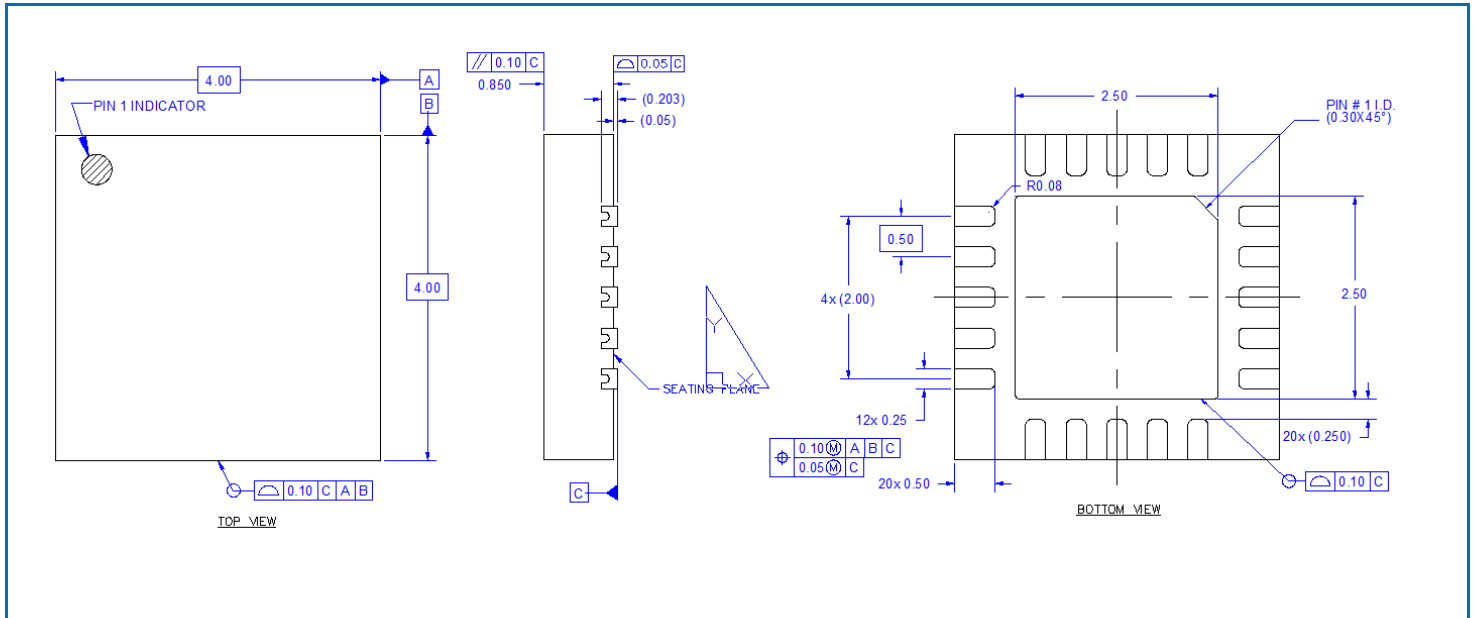 4.00
A
PIN 1 INDICATOR
B
4.00
0.10 C A B
TOP VIEW
// 0.10 C
0.850
0.05 C
(0.203)
(0.05)
SEATING PLANE
Y
X
C
2.50
PIN # 1 I.D.
(0.30X45°)
R0.08
0.50
4x (2.00)
2.50
12x 0.25
0.10 Ⓜ A B C
0.05 Ⓜ C
20x 0.50
20x (0.250)
0.10 C
BOTTOM VIEW